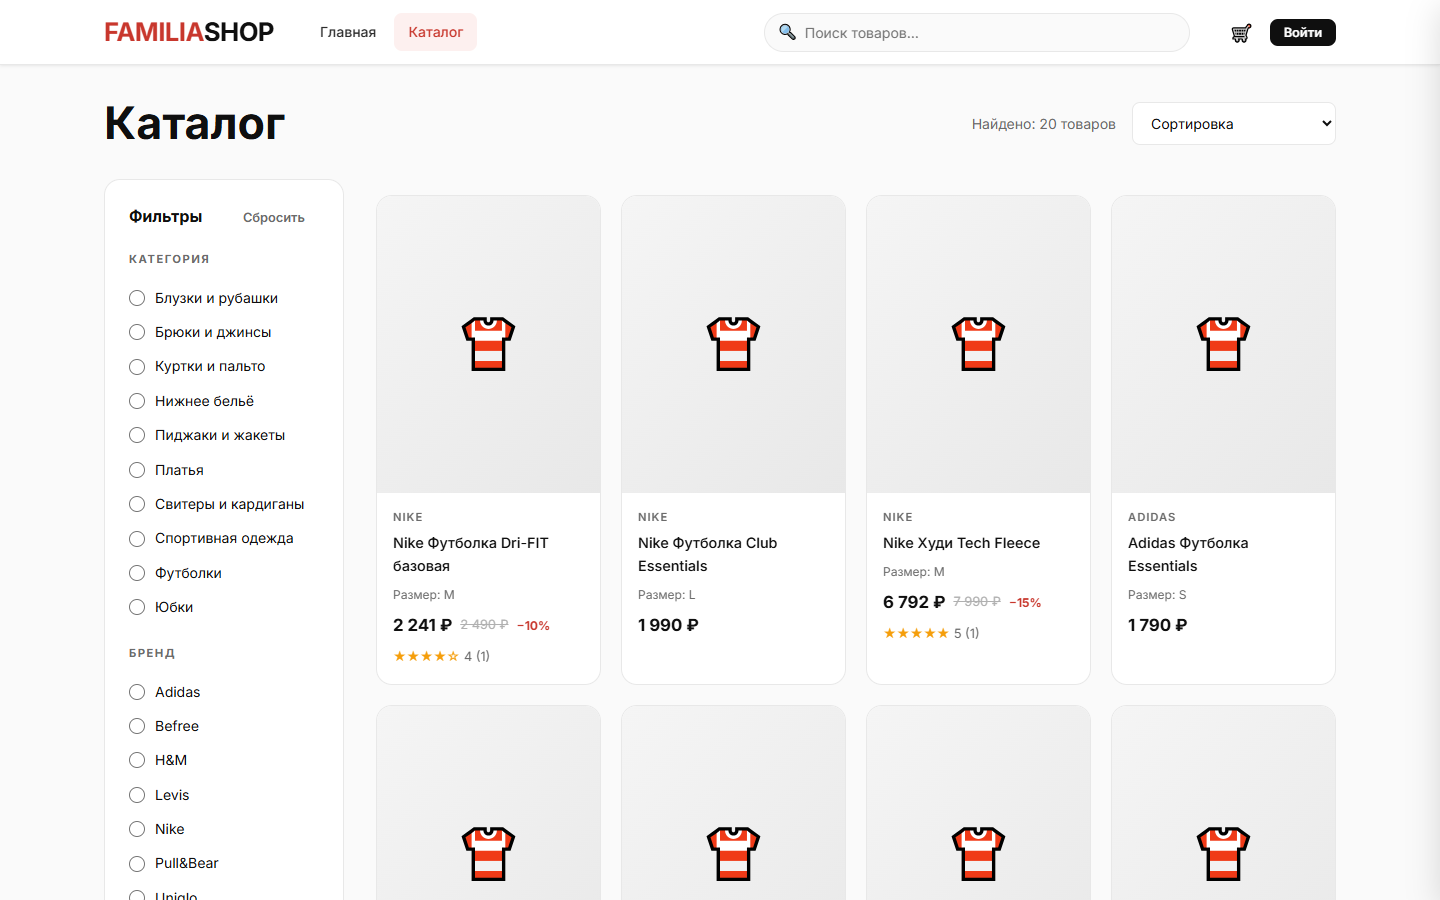 FAMILIASHOP
Главная
Каталог
Поиск товаров...
Войти
Каталог
Найдено: 20 товаров
Сортировка
Фильтры
Сбросить
КАТЕГОРИЯ
Блузки и рубашки
Брюки и джинсы
Куртки и пальто
Нижнее бельё
Пиджаки и жакеты
Платья
Свитеры и кардиганы
Спортивная одежда
Футболки
Юбки
БРЕНД
Adidas
Befree
H&M
Levis
Nike
Pull&Bear
Uniqlo
NIKE
Nike Футболка Dri-FIT
базовая
Размер: M
2 241 ₽ 2 490 ₽ −10%
★★★★☆ 4 (1)
NIKE
Nike Футболка Club
Essentials
Размер: L
1 990 ₽
NIKE
Nike Худи Tech Fleece
Размер: M
6 792 ₽ 7 990 ₽ −15%
★★★★★ 5 (1)
ADIDAS
Adidas Футболка
Essentials
Размер: S
1 790 ₽